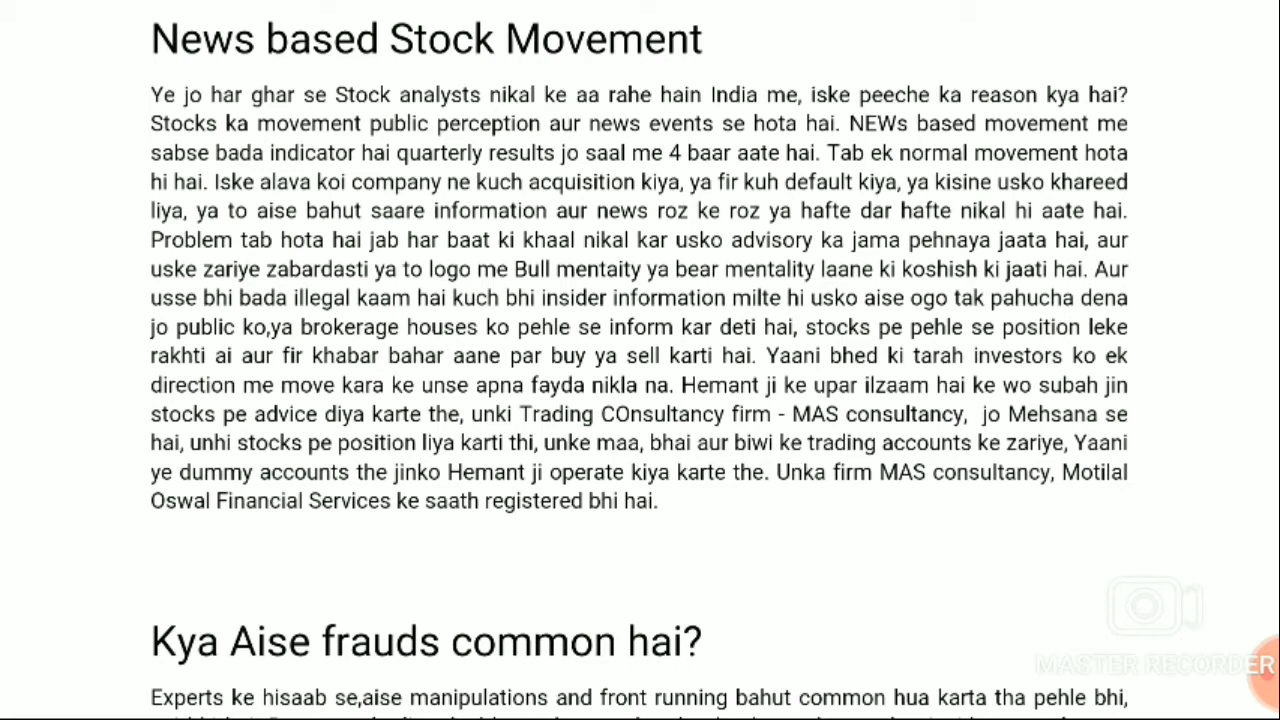 News based Stock Movement
Ye jo har ghar se Stock analysts nikal ke aa rahe hain India me, iske peeche ka reason kya hai?
Stocks ka movement public perception aur news events se hota hai. NEWs based movement me
sabse bada indicator hai quarterly results jo saal me 4 baar aate hai. Tab ek normal movement hota
hi hai. Iske alava koi company ne kuch acquisition kiya, ya fir kuh default kiya, ya kisine usko khareed
liya, ya to aise bahut saare information aur news roz ke roz ya hafte dar hafte nikal hi aate hai.
Problem tab hota hai jab har baat ki khaal nikal kar usko advisory ka jama pehnaya jaata hai, aur
uske zariye zabardasti ya to logo me Bull mentaity ya bear mentality laane ki koshish ki jaati hai. Aur
usse bhi bada illegal kaam hai kuch bhi insider information milte hi usko aise ogo tak pahucha dena
jo public ko,ya brokerage houses ko pehle se inform kar deti hai, stocks pe pehle se position leke
rakhti ai aur fir khabar bahar aane par buy ya sell karti hai. Yaani bhed ki tarah investors ko ek
direction me move kara ke unse apna fayda nikla na. Hemant ji ke upar ilzaam hai ke wo subah jin
stocks pe advice diya karte the, unki Trading COnsultancy firm - MAS consultancy, jo Mehsana se
hai, unhi stocks pe position liya karti thi, unke maa, bhai aur biwi ke trading accounts ke zariye, Yaani
ye dummy accounts the jinko Hemant ji operate kiya karte the. Unka firm MAS consultancy, Motilal
Oswal Financial Services ke saath registered bhi hai.
Kya Aise frauds common hai?
Experts ke hisaab se,aise manipulations and front running bahut common hua karta tha pehle bhi,
MASTER RECORDER